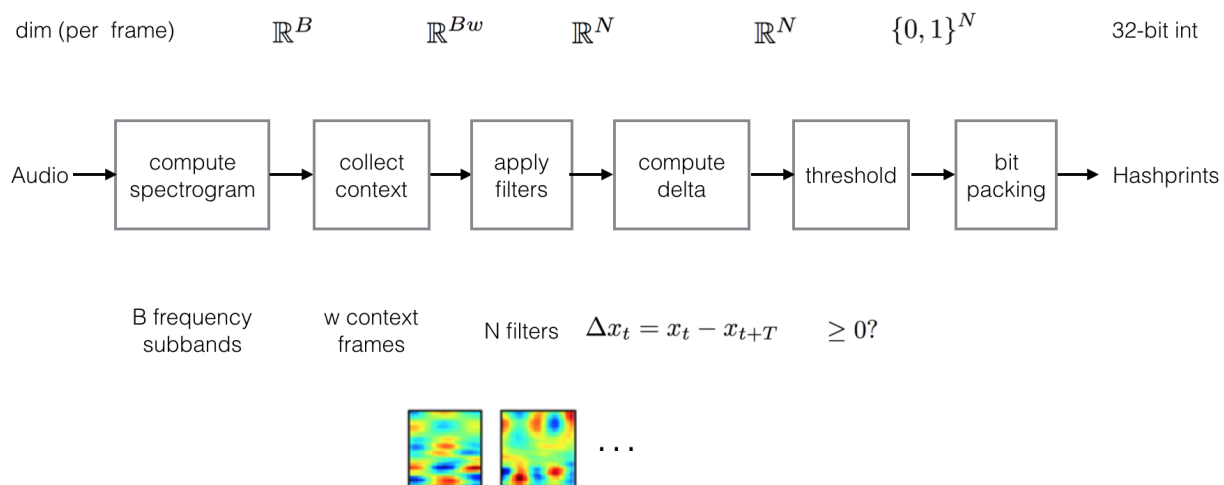 dim (per frame) ℝ^B ℝ^{Bw} ℝ^N ℝ^N {0, 1}^N 32-bit int
Audio
compute
spectrogram
collect
context
apply
filters
compute
delta
threshold
bit
packing
Hashprints
B frequency
subbands
w context
frames
N filters
Δx_t = x_t − x_{t+T}
≥ 0?
...